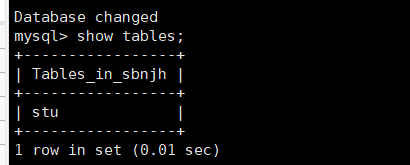 Database changed
mysql> show tables;
+-----------------+
| Tables_in_sbnjh |
+-----------------+
| stu             |
+-----------------+
1 row in set (0.01 sec)